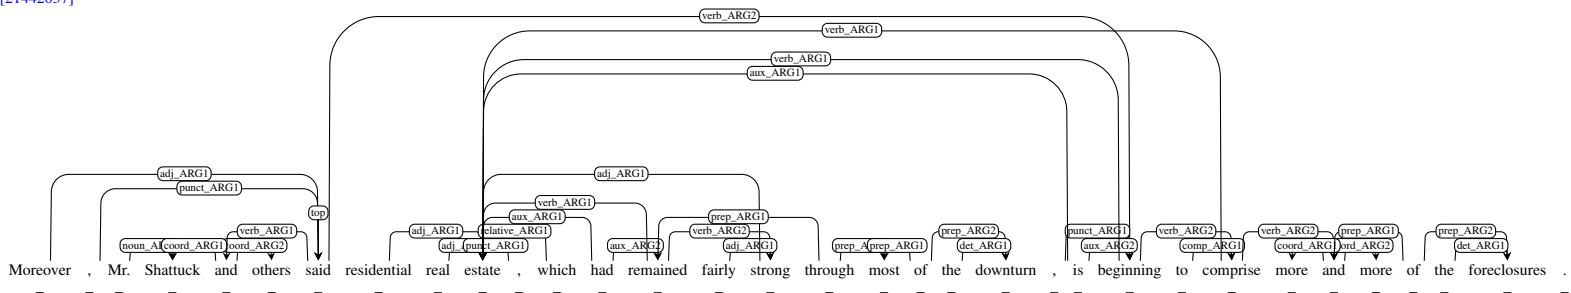 verb_ARG2
verb_ARG1
verb_ARG1
aux_ARG1
adj_ARG1 adj_ARG1
punct_ARG1
verb_ARG1
top aux_ARG1 prep_ARG1
verb_ARG1 adj_ARG1 relative_ARG1 verb_ARG2 prep_ARG2 punct_ARG1 verb_ARG2 verb_ARG2 prep_ARG1 prep_ARG2
coord_ARG1 punct_ARG1 aux_ARG2 adj_ARG1 prep_ARG1 det_ARG1 aux_ARG2 comp_ARG1 det_ARG1
Moreover , Mr. Shattuck and others said residential real estate , which had remained fairly strong through most of the downturn , is beginning to comprise more and more of the foreclosures .